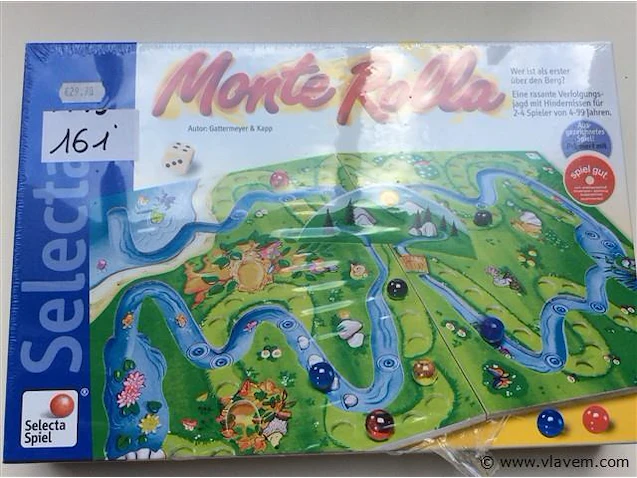 Monte Rolla
Autor: Gattermeyer & Kapp
Wer ist als erster
über den Berg?
Eine rasante Verfolgungs-
jagd mit Hindernissen für
2-4 Spieler von 4-99 Jahren.
spiel gut
€29.90
161
Selecta
Selecta
Spiel
®
© www.vlavem.com